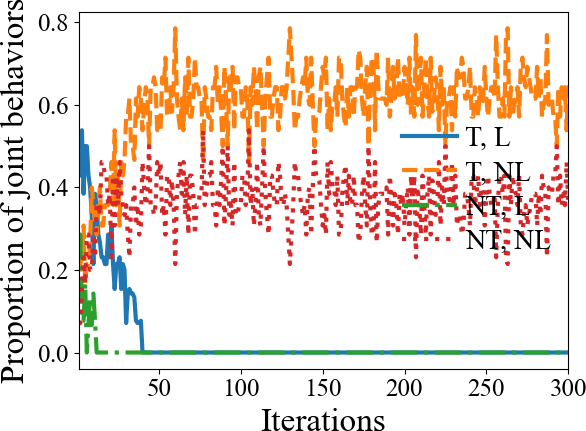 Proportion of joint behaviors
0.8
0.6
0.4
0.2
0.0
T, L
T, NL
NT, L
NT, NL
50
100
150
200
250
300
Iterations